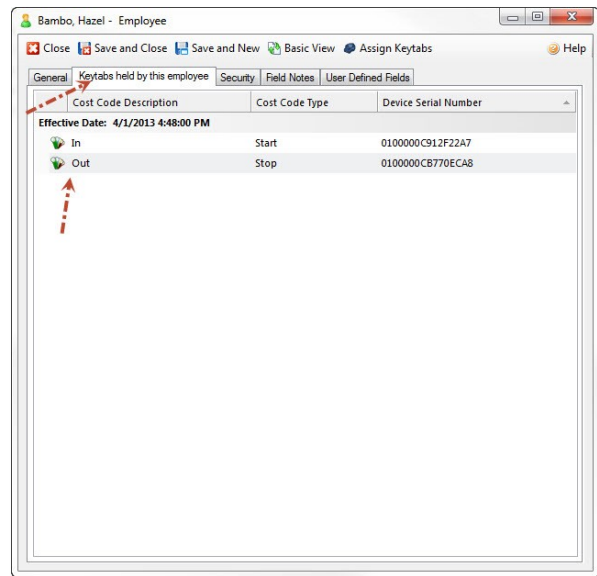 Bambo, Hazel - Employee
Close Save and Close Save and New Basic View Assign Keytabs Help
General Keytabs held by this employee Security Field Notes User Defined Fields
Cost Code Description Cost Code Type Device Serial Number
Effective Date: 4/1/2013 4:48:00 PM
In Start 0100000C912F22A7
Out Stop 0100000CB770ECA8